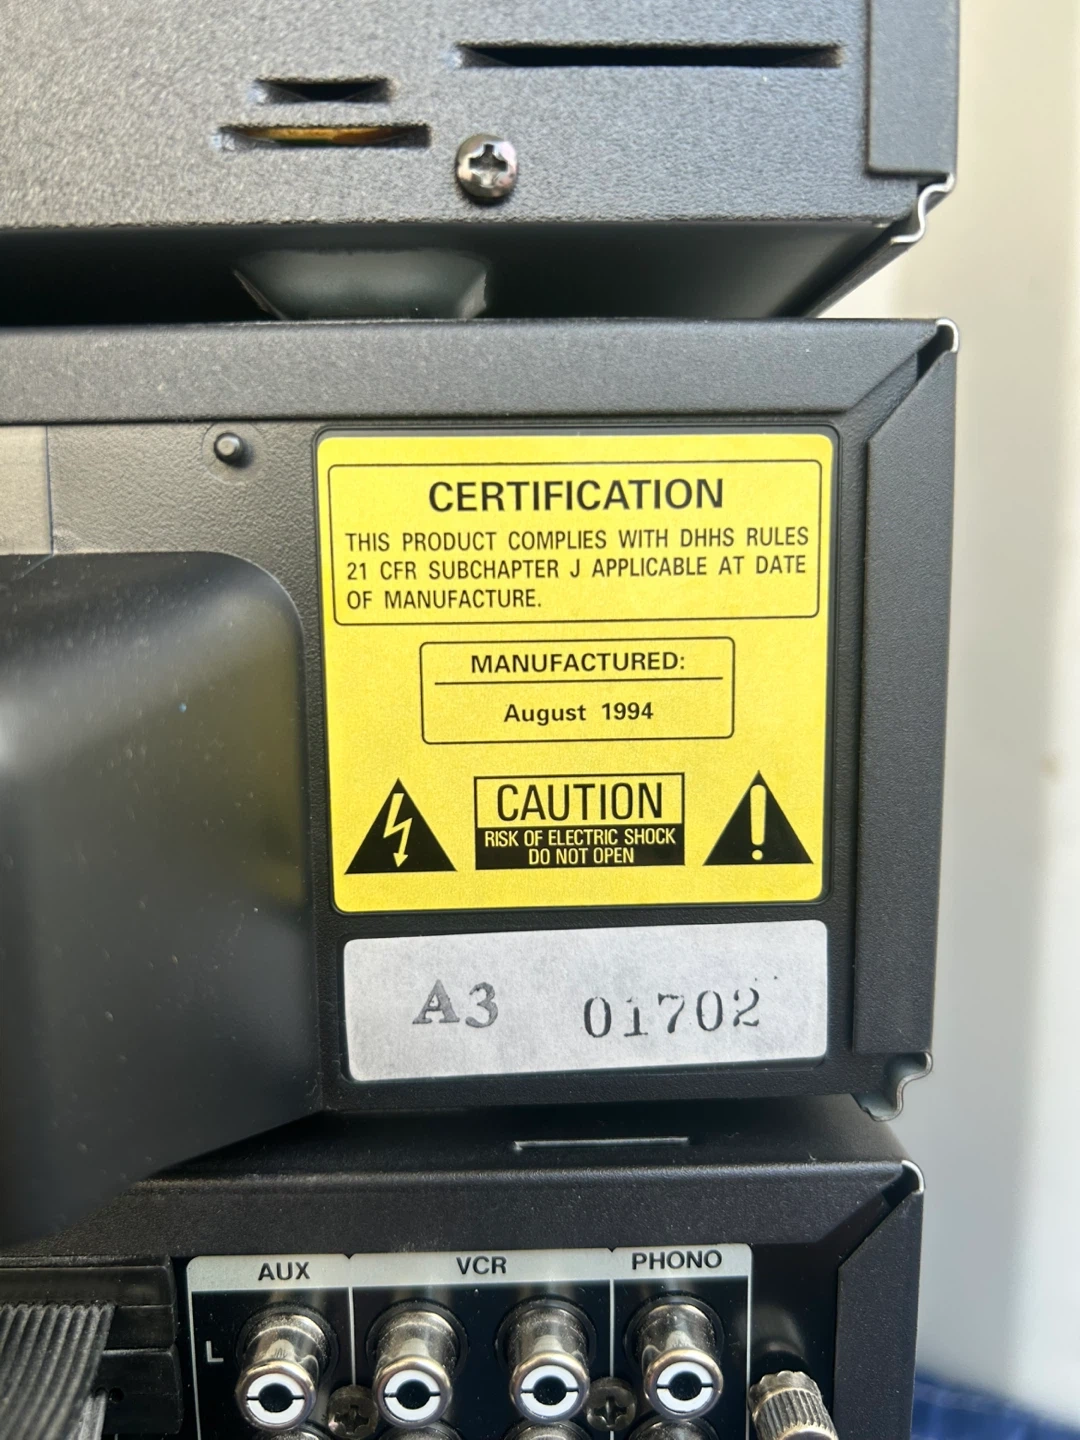 CERTIFICATION
THIS PRODUCT COMPLIES WITH DHHS RULES
21 CFR SUBCHAPTER J APPLICABLE AT DATE
OF MANUFACTURE.
MANUFACTURED:
August 1994
CAUTION
RISK OF ELECTRIC SHOCK
DO NOT OPEN
A3 01702
AUX VCR PHONO
L